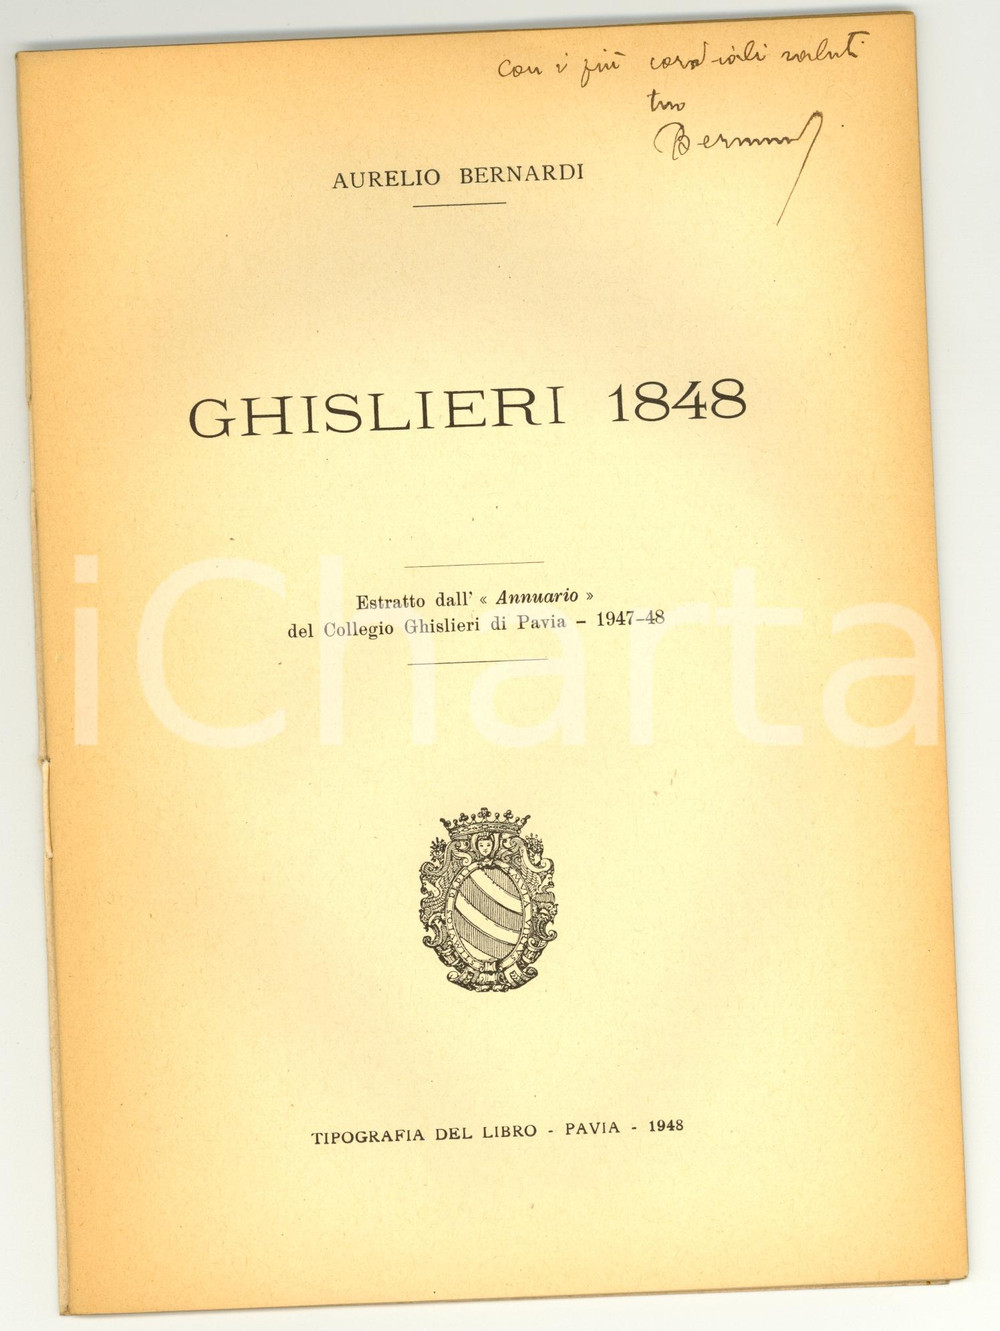 con i più cordiali saluti
tuo
Bernardi
AURELIO BERNARDI
GHISLIERI 1848
Estratto dall' « Annuario »
del Collegio Ghislieri di Pavia – 1947-48
iCharta
TIPOGRAFIA DEL LIBRO - PAVIA - 1948